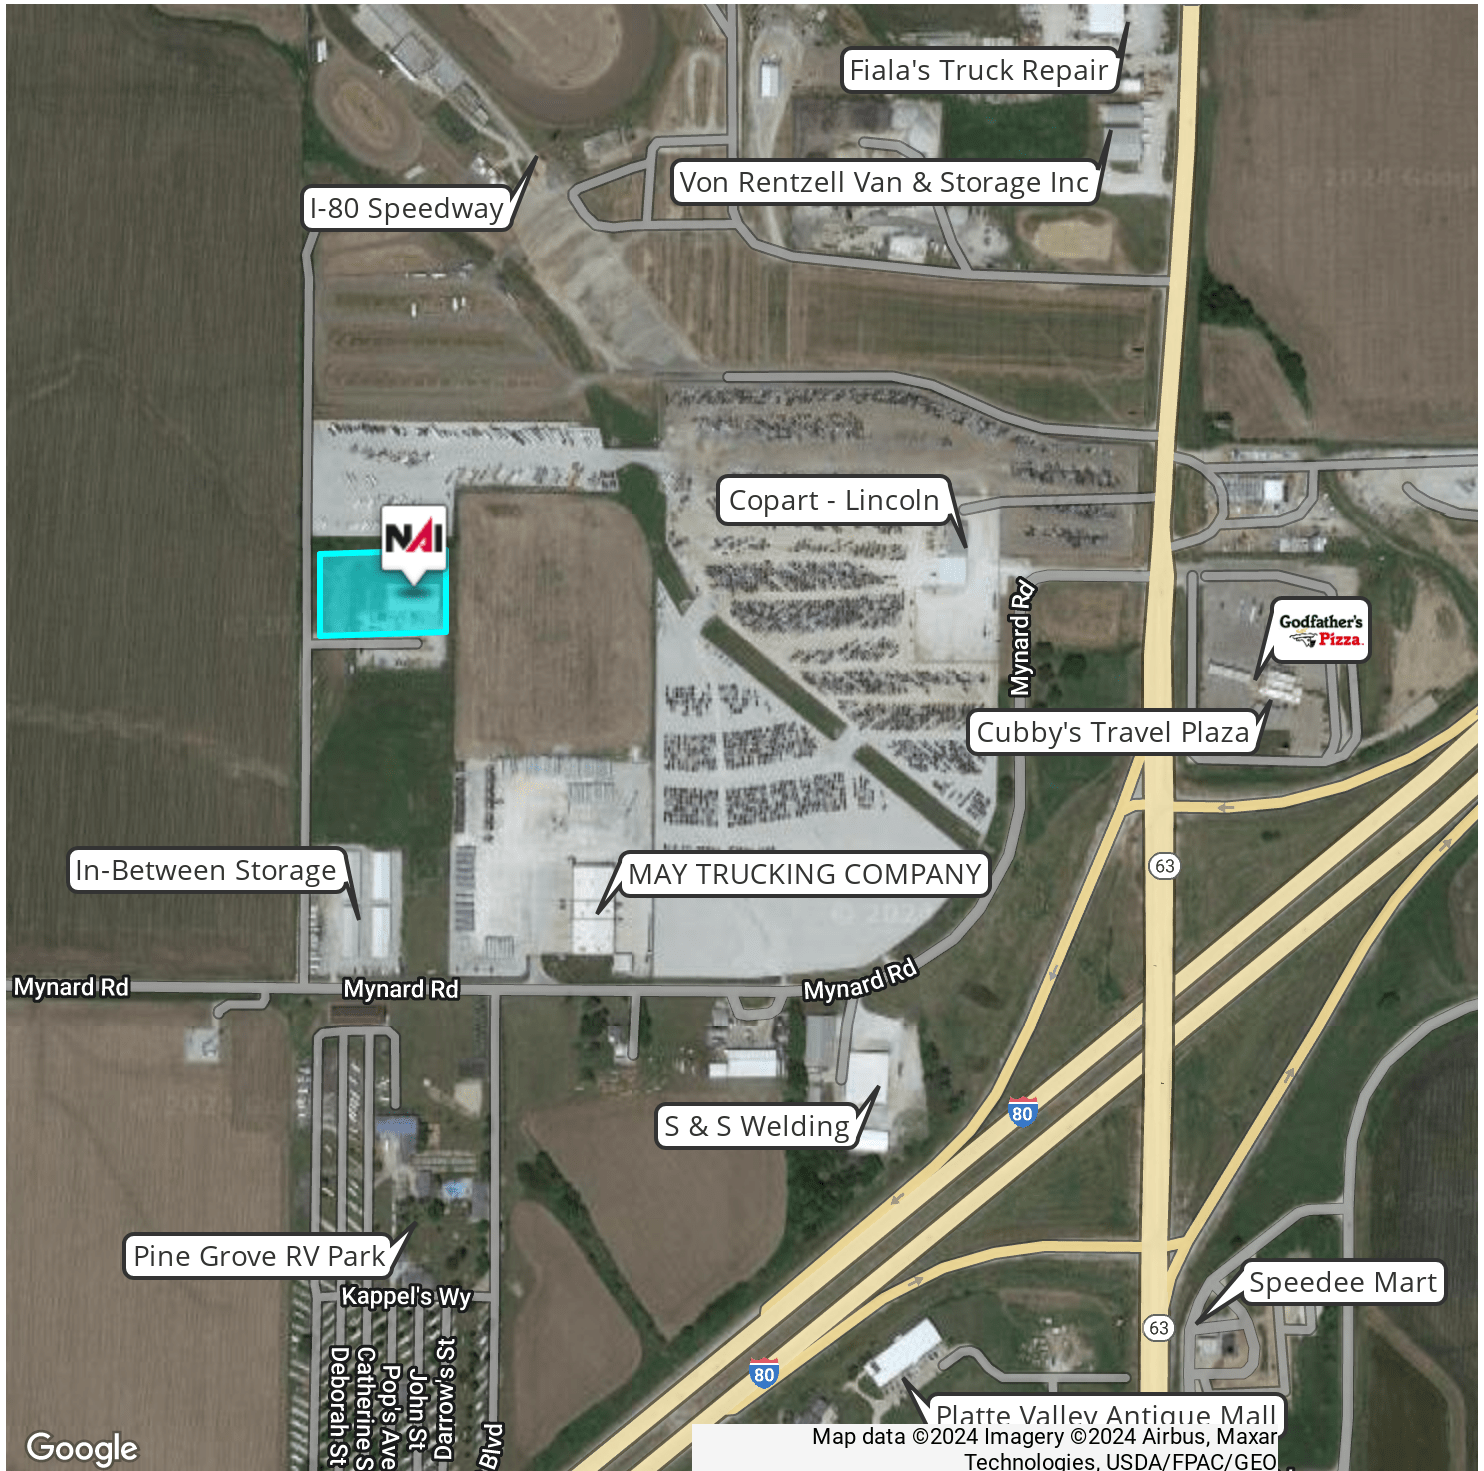 Fiala's Truck Repair
Von Rentzell Van & Storage Inc
I-80 Speedway
Copart - Lincoln
NAI
Mynard Rd
Godfather's
Pizza
Cubby's Travel Plaza
63
In-Between Storage
MAY TRUCKING COMPANY
Mynard Rd
Mynard Rd
Mynard Rd
80
S & S Welding
Pine Grove RV Park
Kappel's Wy
Speedee Mart
63
80
Deborah St
Catherine S
Pop's Ave
John St
Darrow's St
Blvd
Platte Valley Antique Mall
Google
Map data ©2024 Imagery ©2024 Airbus, Maxar
Technologies, USDA/FPAC/GEO